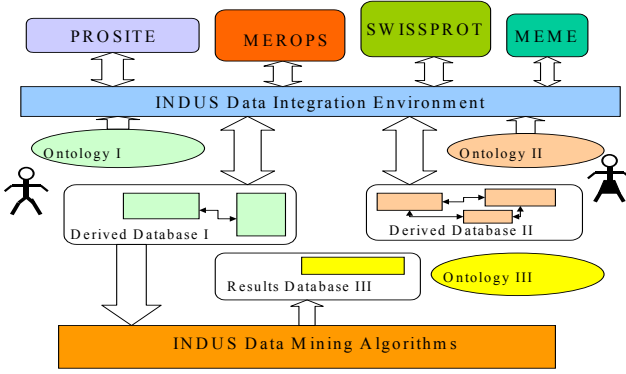 PROSITE
MEROPS
SWISSPROT
MEME
INDUS Data Integration Environment
Ontology I
Ontology II
Derived Database I
Derived Database II
Results Database III
Ontology III
INDUS Data Mining Algorithms